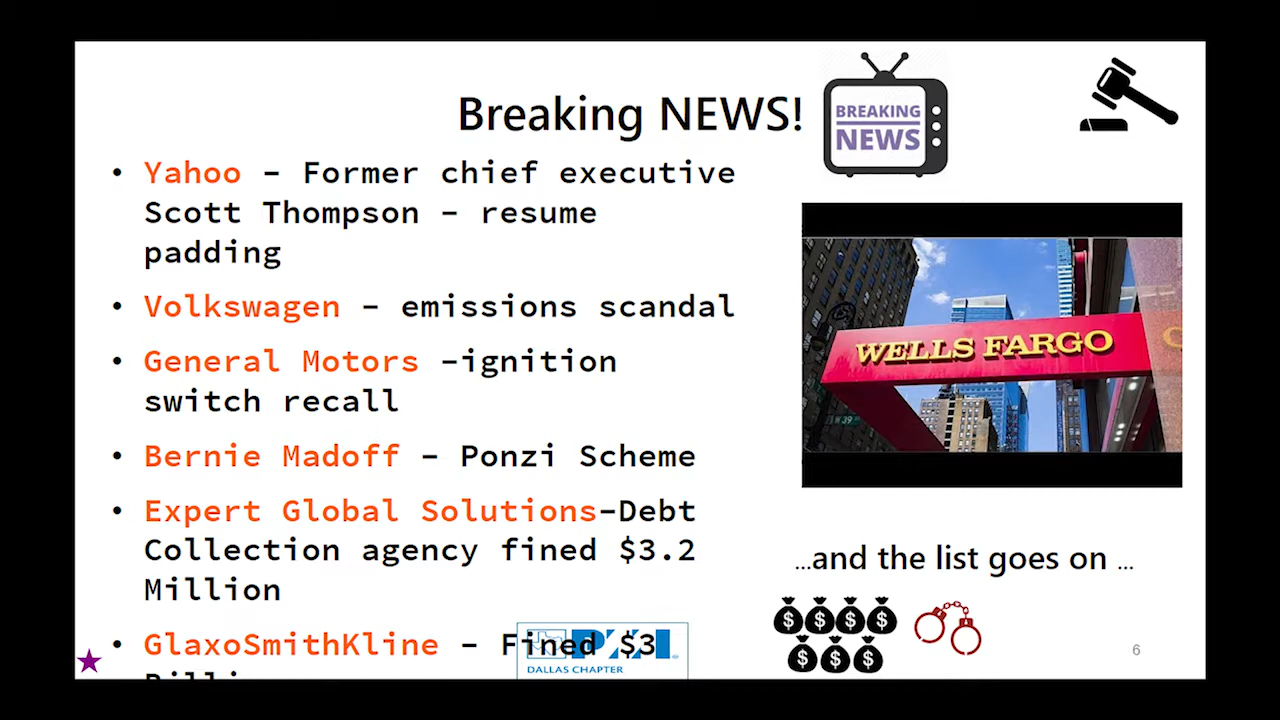 Breaking NEWS!
BREAKING
NEWS
• Yahoo – Former chief executive
Scott Thompson – resume
padding
• Volkswagen – emissions scandal
• General Motors –ignition
switch recall
• Bernie Madoff – Ponzi Scheme
• Expert Global Solutions–Debt
Collection agency fined $3.2
Million
• GlaxoSmithKline – Fined $3
WELLS FARGO
...and the list goes on ...
PMI
DALLAS CHAPTER
6